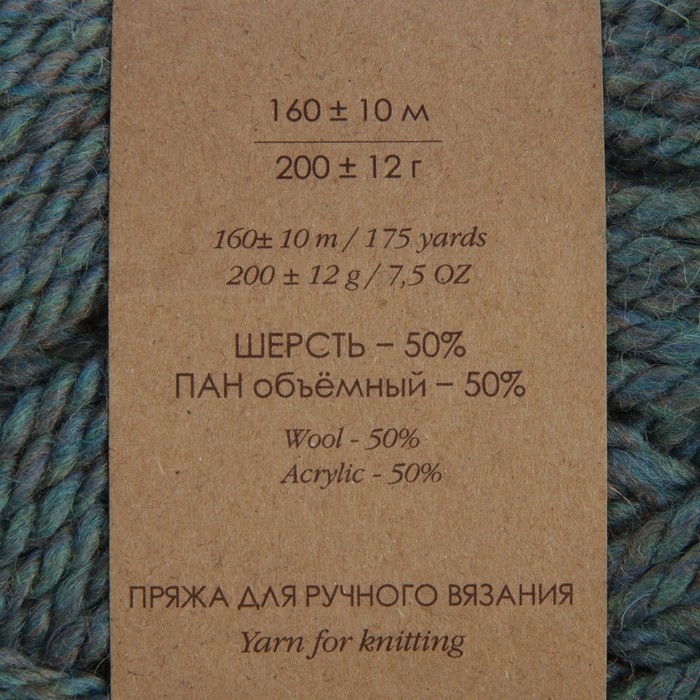 160 ± 10 м
200 ± 12 г
160± 10 m / 175 yards
200 ± 12 g / 7,5 OZ
ШЕРСТЬ – 50%
ПАН объёмный – 50%
Wool - 50%
Acrylic - 50%
ПРЯЖА ДЛЯ РУЧНОГО ВЯЗАНИЯ
Yarn for knitting